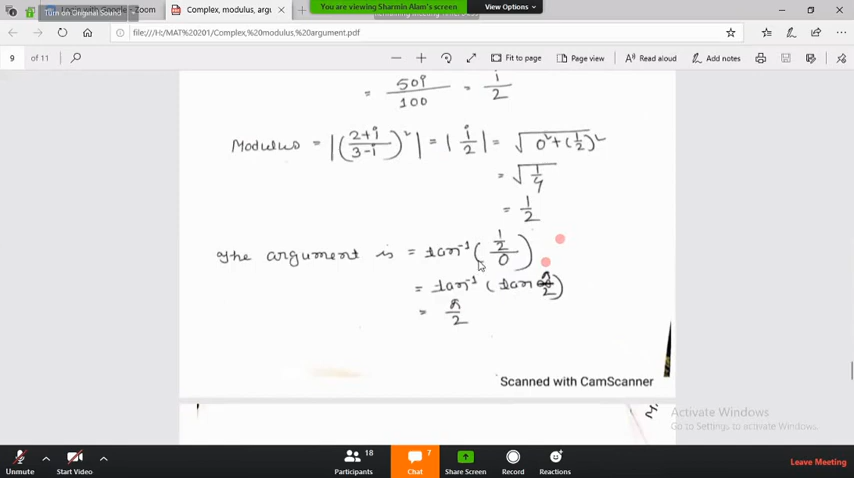 Login with Google - Zoom
Complex, modulus, argu
You are viewing Sharmin Alam's screen
View Options
Turn on Original Sound
file:///H:/MAT%20201/Complex,%20modulus,%20argument.pdf
9 of 11
Fit to page
Page view
Read aloud
Add notes
= 50i/100 = i/2
Modulus = |((2+i)/(3-i))²| = |i/2| = √(0²+(1/2)²)
= √(1/4)
= 1/2
The argument is = tan⁻¹((1/2)/0)
= tan⁻¹(tan π/2)
= π/2
Scanned with CamScanner
Activate Windows
Go to Settings to activate Windows.
Unmute
Start Video
18
Participants
7
Chat
Share Screen
Record
Reactions
Leave Meeting